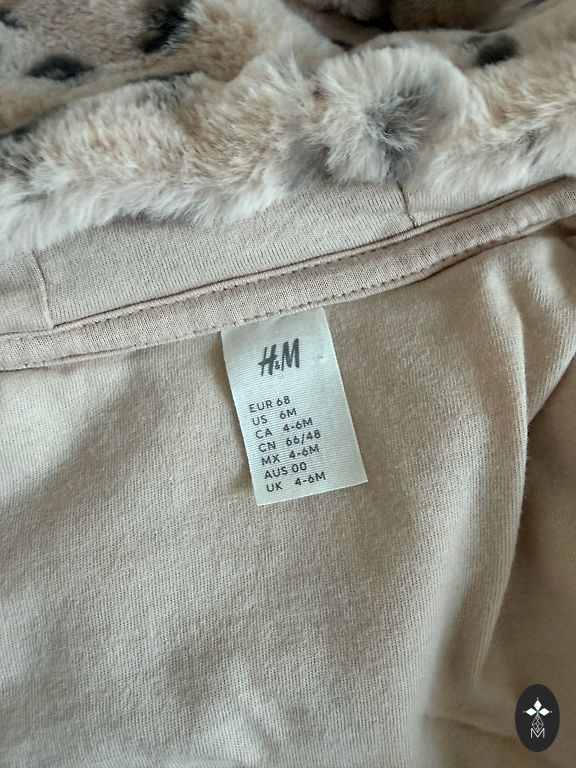 H&M
EUR 68
US 6M
CA 4-6M
CN 66/48
MX 4-6M
AUS 00
UK 4-6M
M